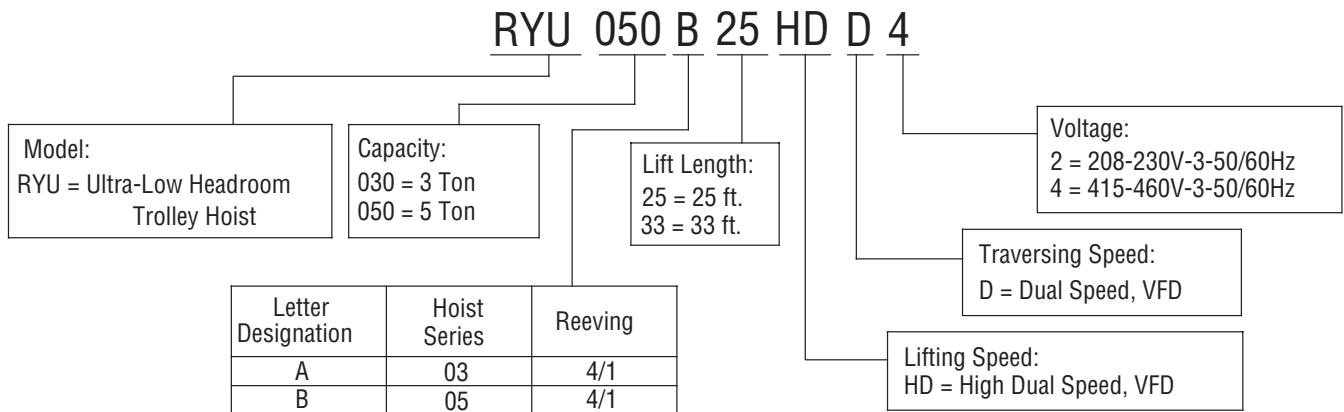 RYU 050 B 25 HD D 4
Model:
RYU = Ultra-Low Headroom
Trolley Hoist
Capacity:
030 = 3 Ton
050 = 5 Ton
Lift Length:
25 = 25 ft.
33 = 33 ft.
Voltage:
2 = 208-230V-3-50/60Hz
4 = 415-460V-3-50/60Hz
Traversing Speed:
D = Dual Speed, VFD
Lifting Speed:
HD = High Dual Speed, VFD
Letter Designation Hoist Series Reeving
A 03 4/1
B 05 4/1